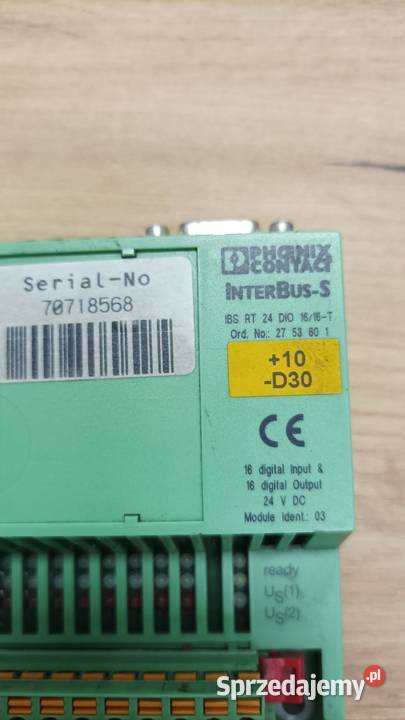 Serial-No
70718568
PHŒNIX
CONTACT
INTERBUS-S
IBS RT 24 DIO 16/16-T
Ord. No.: 27 53 60 1
+10
-D30
CE
16 digital Input &
16 digital Output
24 V DC
Module Ident.: 03
ready
US(1)
US(2)
Sprzedajemy.pl